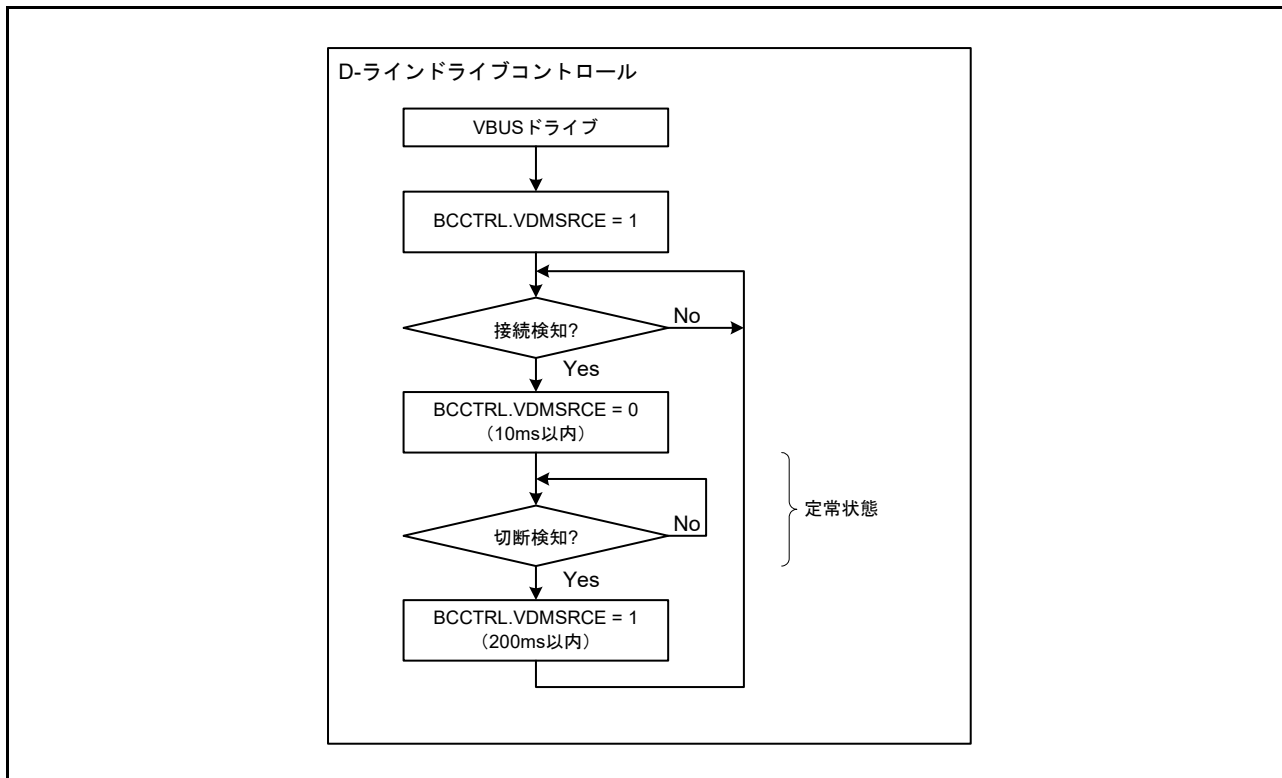 D-ラインドライブコントロール
VBUSドライブ
BCCTRL.VDMSRCE = 1
接続検知?
No
Yes
BCCTRL.VDMSRCE = 0
（10ms以内）
定常状態
切断検知?
No
Yes
BCCTRL.VDMSRCE = 1
（200ms以内）